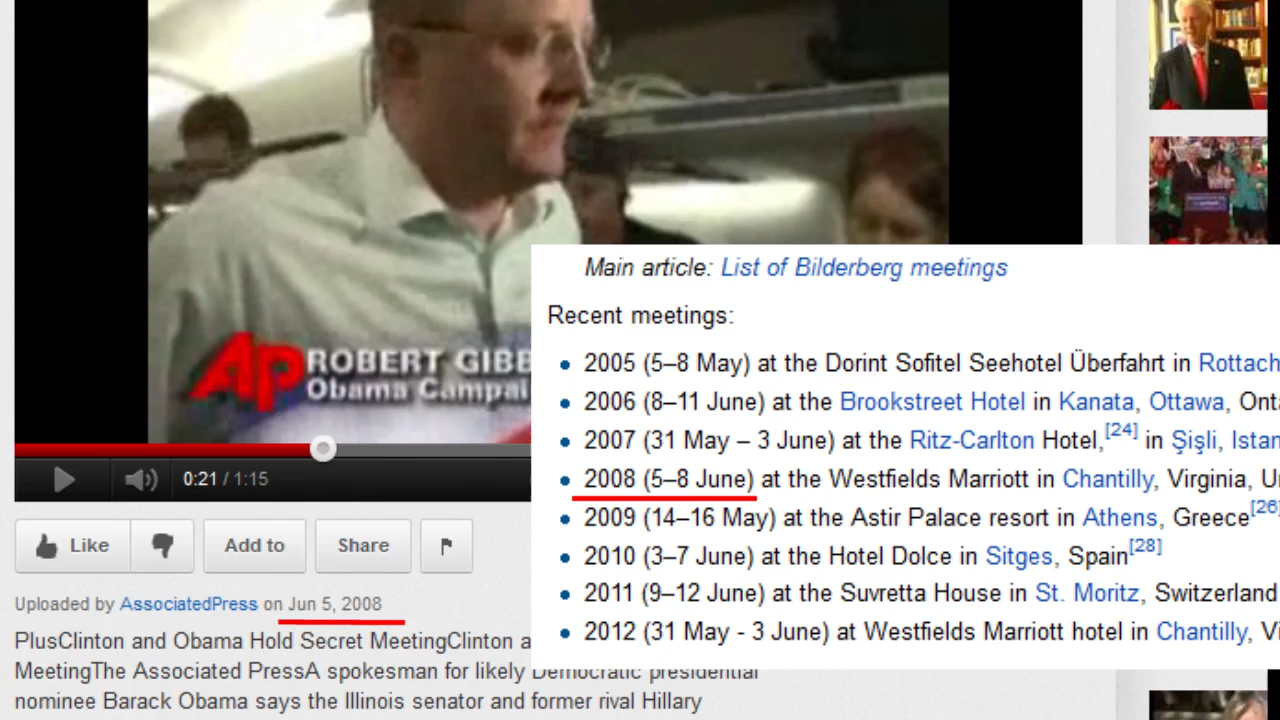 AP ROBERT GIBB
Obama Campai
0:21 / 1:15
Like
Add to
Share
Uploaded by AssociatedPress on Jun 5, 2008
PlusClinton and Obama Hold Secret MeetingClinton a
MeetingThe Associated PressA spokesman for likely Democratic presidential
nominee Barack Obama says the Illinois senator and former rival Hillary
Main article: List of Bilderberg meetings
Recent meetings:
2005 (5–8 May) at the Dorint Sofitel Seehotel Überfahrt in Rottach
2006 (8–11 June) at the Brookstreet Hotel in Kanata, Ottawa, Onta
2007 (31 May – 3 June) at the Ritz-Carlton Hotel,[24] in Şişli, Istan
2008 (5–8 June) at the Westfields Marriott in Chantilly, Virginia, U
2009 (14–16 May) at the Astir Palace resort in Athens, Greece[26]
2010 (3–7 June) at the Hotel Dolce in Sitges, Spain[28]
2011 (9–12 June) at the Suvretta House in St. Moritz, Switzerland
2012 (31 May - 3 June) at Westfields Marriott hotel in Chantilly, Vi